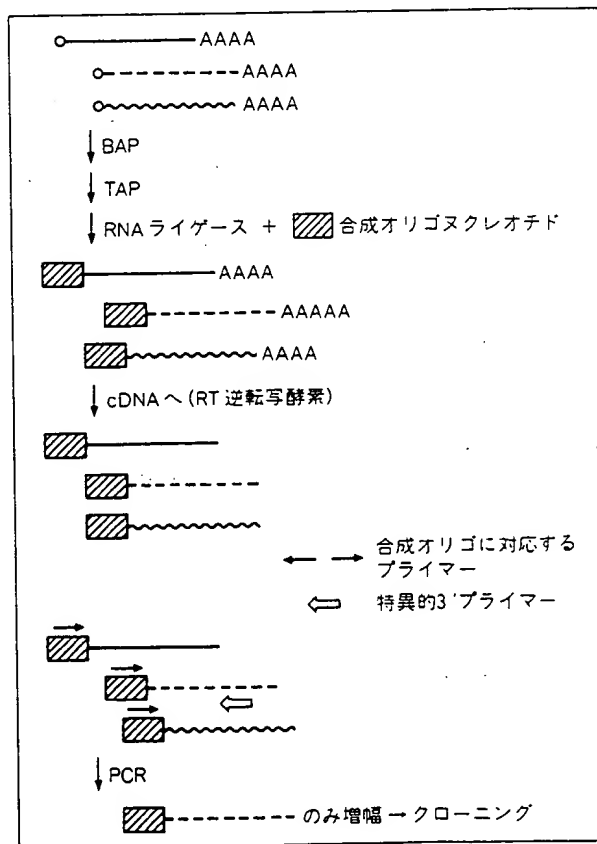 AAAA
AAAA
AAAA
BAP
TAP
RNAライゲース + 合成オリゴヌクレオチド
AAAA
AAAAA
AAAA
cDNAへ(RT逆転写酵素)
合成オリゴに対応する
プライマー
特異的3'プライマー
PCR
のみ増幅→クローニング